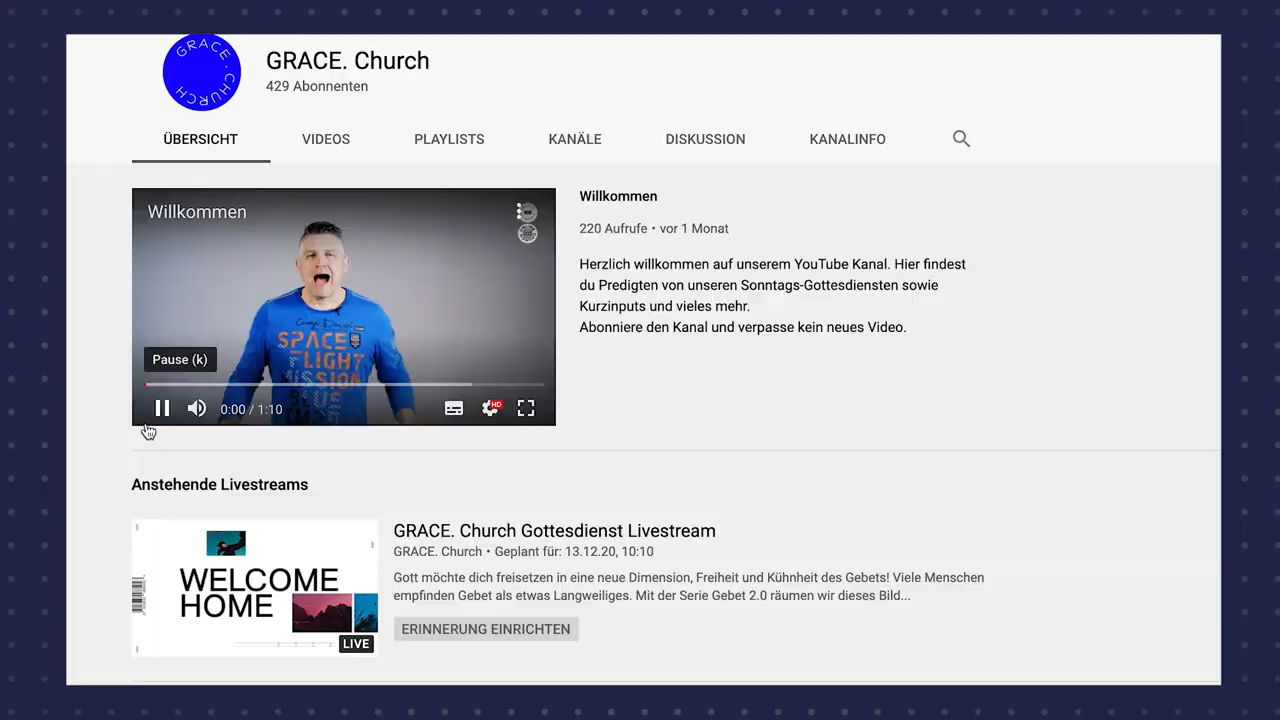 GRACE. CHURCH
GRACE. Church
429 Abonnenten
ÜBERSICHT
VIDEOS
PLAYLISTS
KANÄLE
DISKUSSION
KANALINFO
Willkommen
SPACE
FLIGHT
MISSION
BLUE
Pause (k)
0:00 / 1:10
HD
Willkommen
220 Aufrufe • vor 1 Monat
Herzlich willkommen auf unserem YouTube Kanal. Hier findest
du Predigten von unseren Sonntags-Gottesdiensten sowie
Kurzinputs und vieles mehr.
Abonniere den Kanal und verpasse kein neues Video.
Anstehende Livestreams
WELCOME
HOME
LIVE
GRACE. Church Gottesdienst Livestream
GRACE. Church • Geplant für: 13.12.20, 10:10
Gott möchte dich freisetzen in eine neue Dimension, Freiheit und Kühnheit des Gebets! Viele Menschen
empfinden Gebet als etwas Langweiliges. Mit der Serie Gebet 2.0 räumen wir dieses Bild...
ERINNERUNG EINRICHTEN